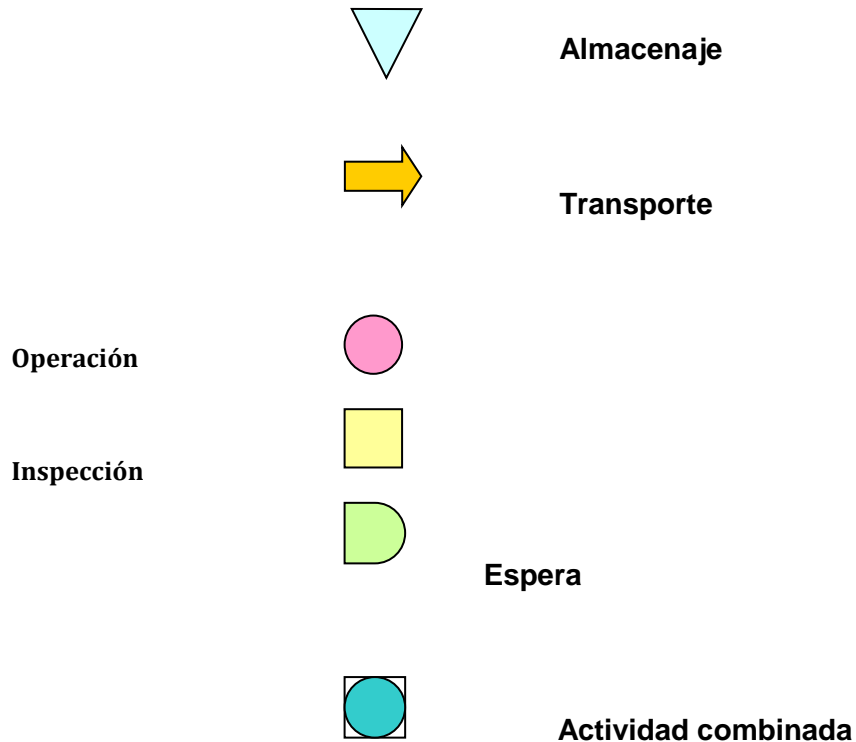 Almacenaje
Transporte
Operación
Inspección
Espera
Actividad combinada